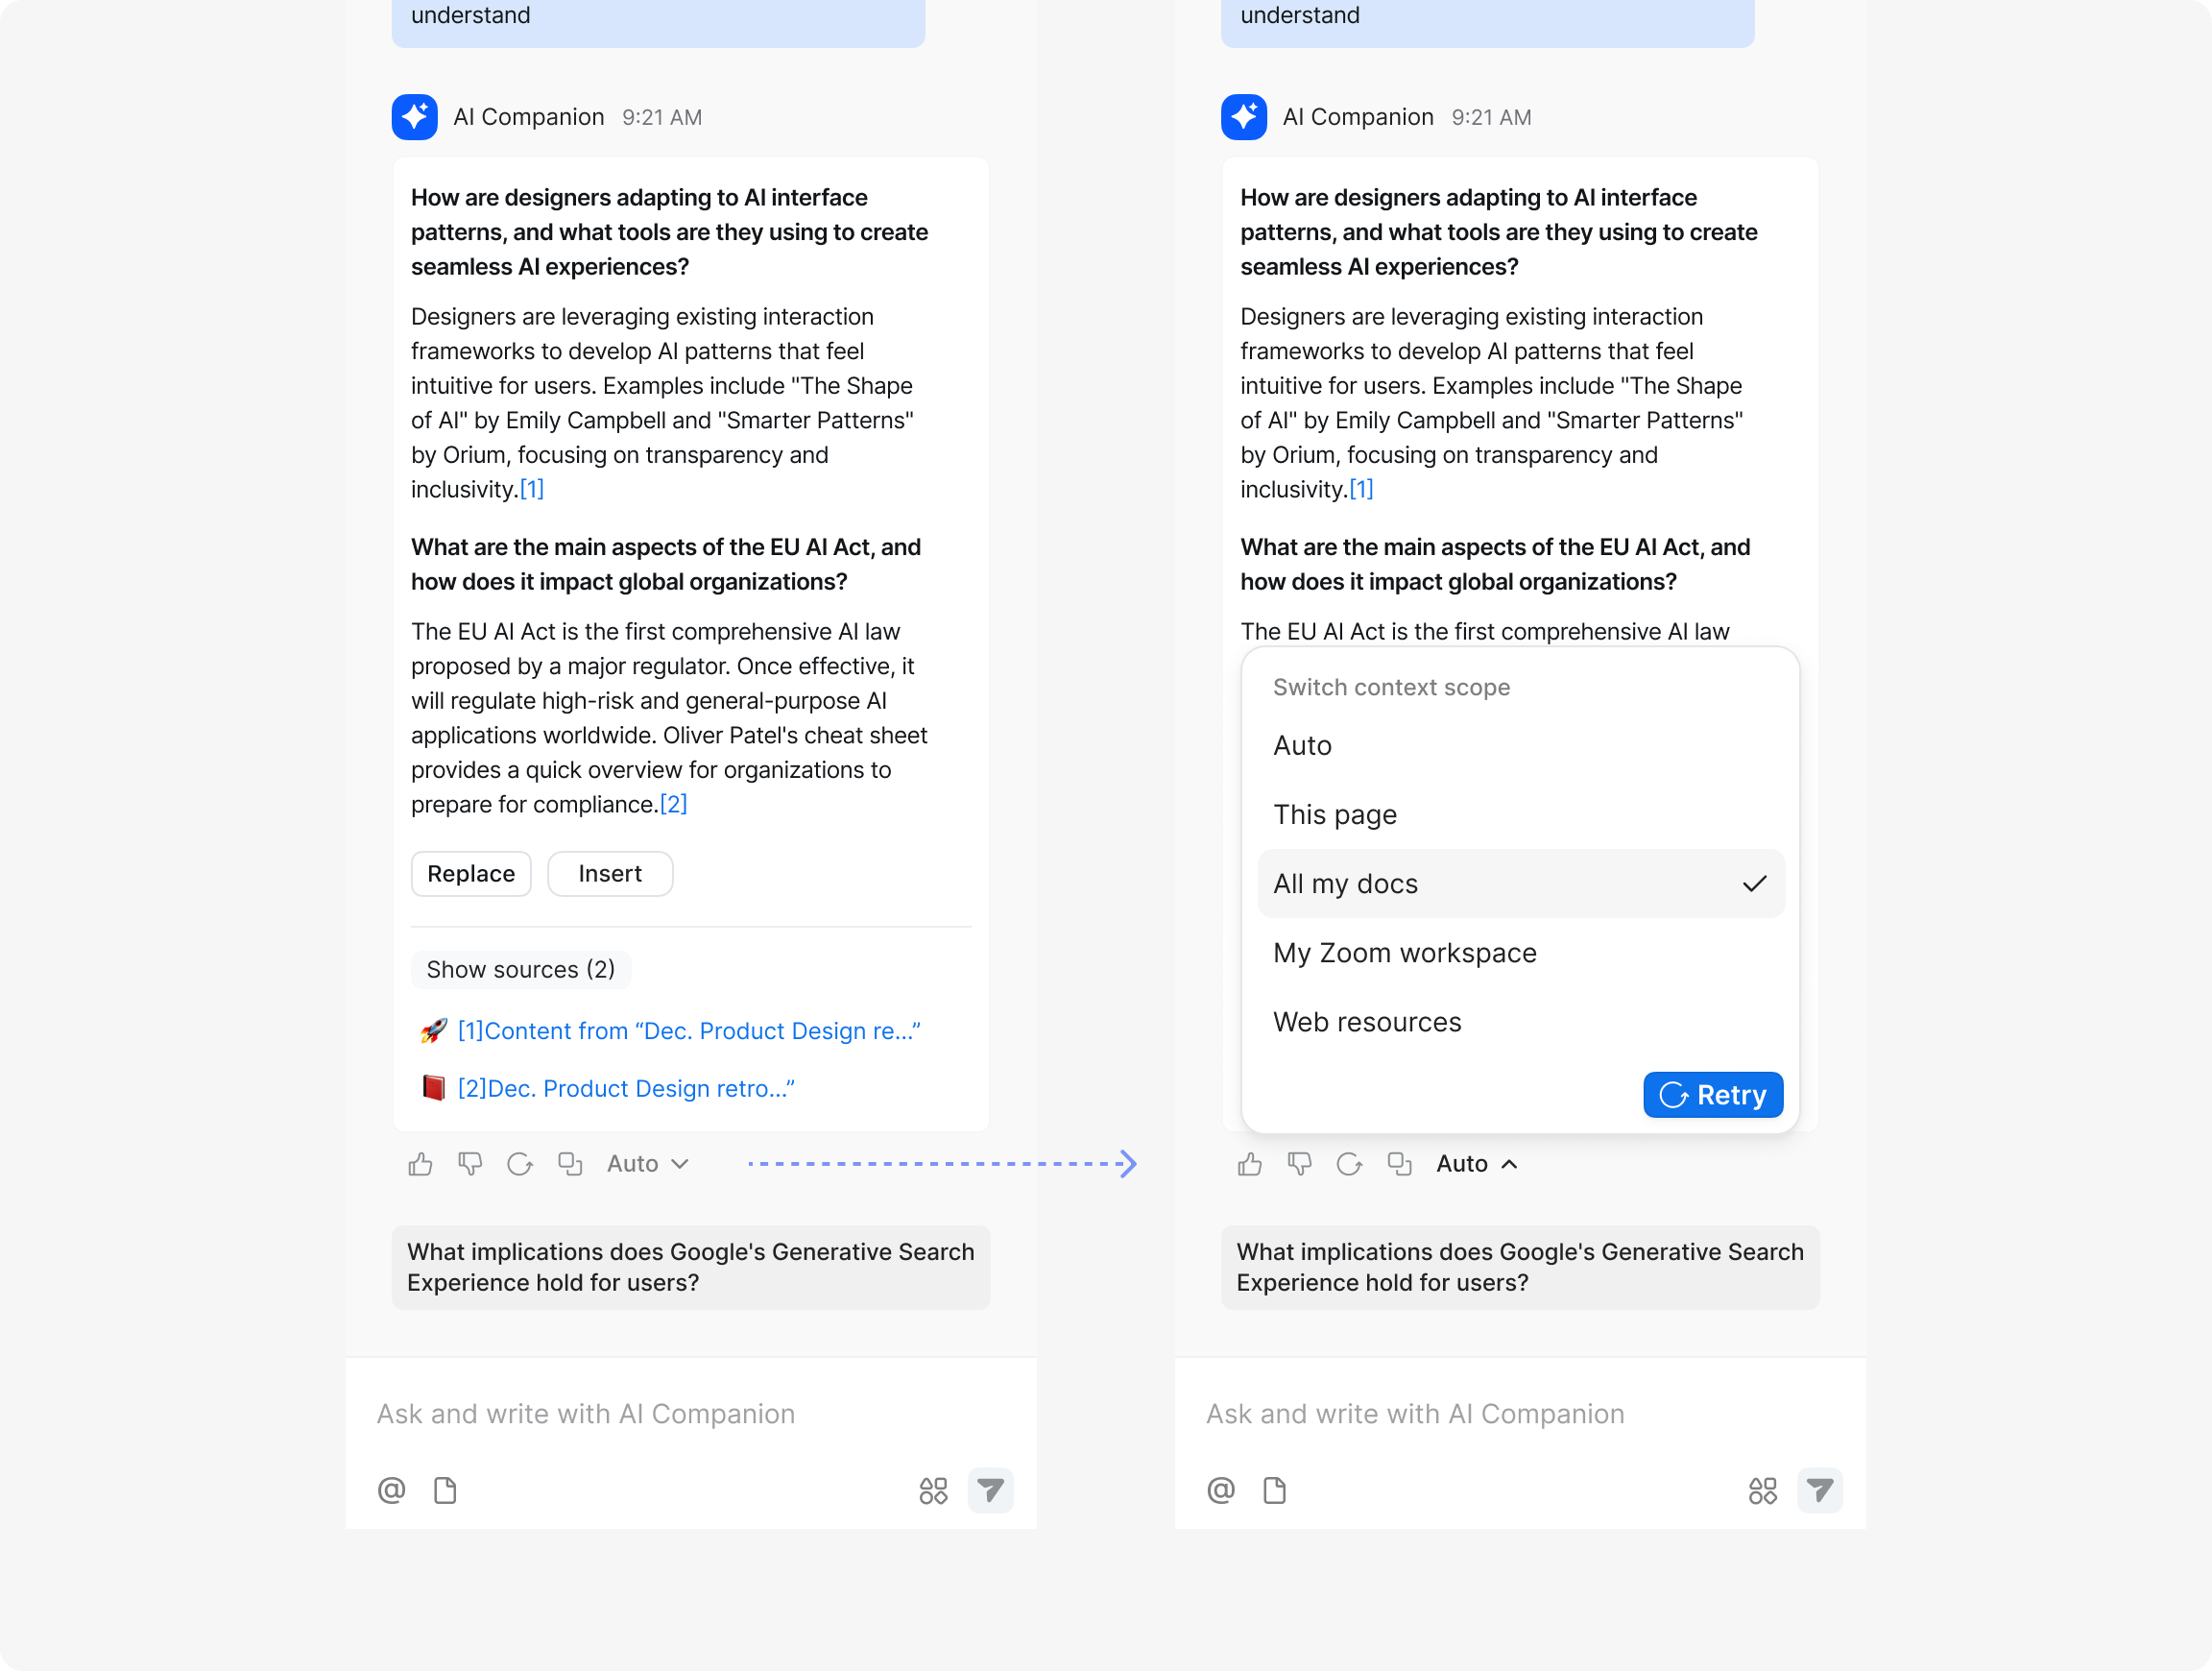 understand
AI Companion 9:21 AM
How are designers adapting to AI interface
patterns, and what tools are they using to create
seamless AI experiences?
Designers are leveraging existing interaction
frameworks to develop AI patterns that feel
intuitive for users. Examples include "The Shape
of AI" by Emily Campbell and "Smarter Patterns"
by Orium, focusing on transparency and
inclusivity.[1]
What are the main aspects of the EU AI Act, and
how does it impact global organizations?
The EU AI Act is the first comprehensive AI law
proposed by a major regulator. Once effective, it
will regulate high-risk and general-purpose AI
applications worldwide. Oliver Patel's cheat sheet
provides a quick overview for organizations to
prepare for compliance.[2]
Replace Insert
Show sources (2)
[1]Content from “Dec. Product Design re...”
[2]Dec. Product Design retro...”
Auto
What implications does Google's Generative Search
Experience hold for users?
Ask and write with AI Companion
@
understand
AI Companion 9:21 AM
How are designers adapting to AI interface
patterns, and what tools are they using to create
seamless AI experiences?
Designers are leveraging existing interaction
frameworks to develop AI patterns that feel
intuitive for users. Examples include "The Shape
of AI" by Emily Campbell and "Smarter Patterns"
by Orium, focusing on transparency and
inclusivity.[1]
What are the main aspects of the EU AI Act, and
how does it impact global organizations?
The EU AI Act is the first comprehensive AI law
Switch context scope
Auto
This page
All my docs
My Zoom workspace
Web resources
Retry
Auto
What implications does Google's Generative Search
Experience hold for users?
Ask and write with AI Companion
@